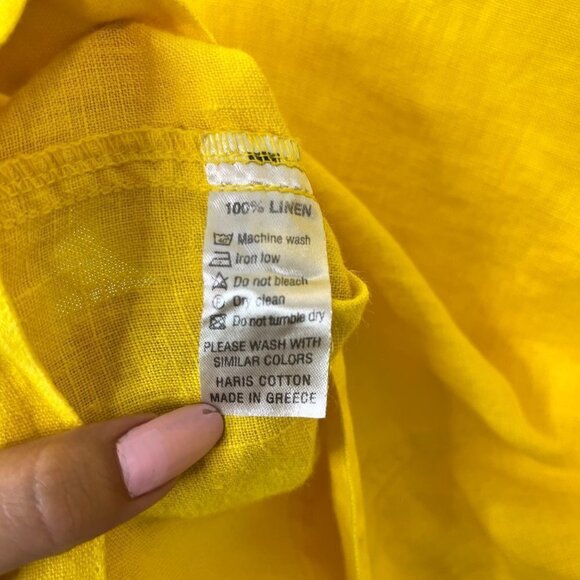 100% LINEN
Machine wash
Iron low
Do not bleach
Dry clean
Do not tumble dry
PLEASE WASH WITH
SIMILAR COLORS
HARIS COTTON
MADE IN GREECE